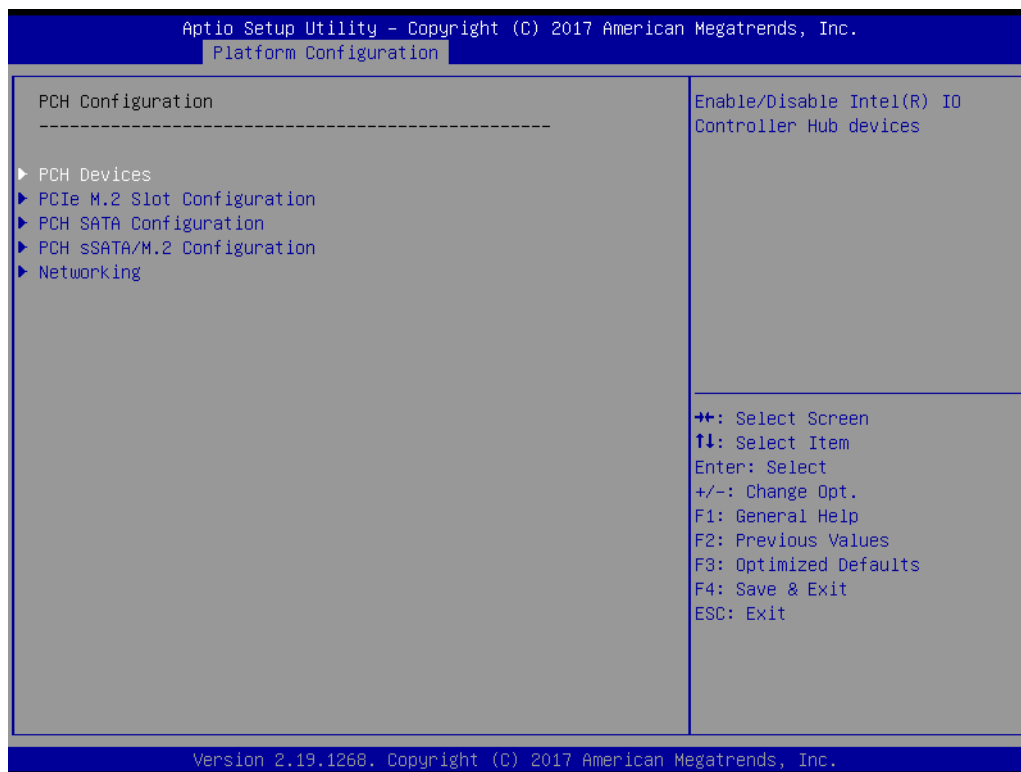 Aptio Setup Utility – Copyright (C) 2017 American Megatrends, Inc.
Platform Configuration
PCH Configuration
--------------------------------------------------
▶ PCH Devices
▶ PCIe M.2 Slot Configuration
▶ PCH SATA Configuration
▶ PCH sSATA/M.2 Configuration
▶ Networking
Enable/Disable Intel(R) IO
Controller Hub devices
→←: Select Screen
↑↓: Select Item
Enter: Select
+/-: Change Opt.
F1: General Help
F2: Previous Values
F3: Optimized Defaults
F4: Save & Exit
ESC: Exit
Version 2.19.1268. Copyright (C) 2017 American Megatrends, Inc.